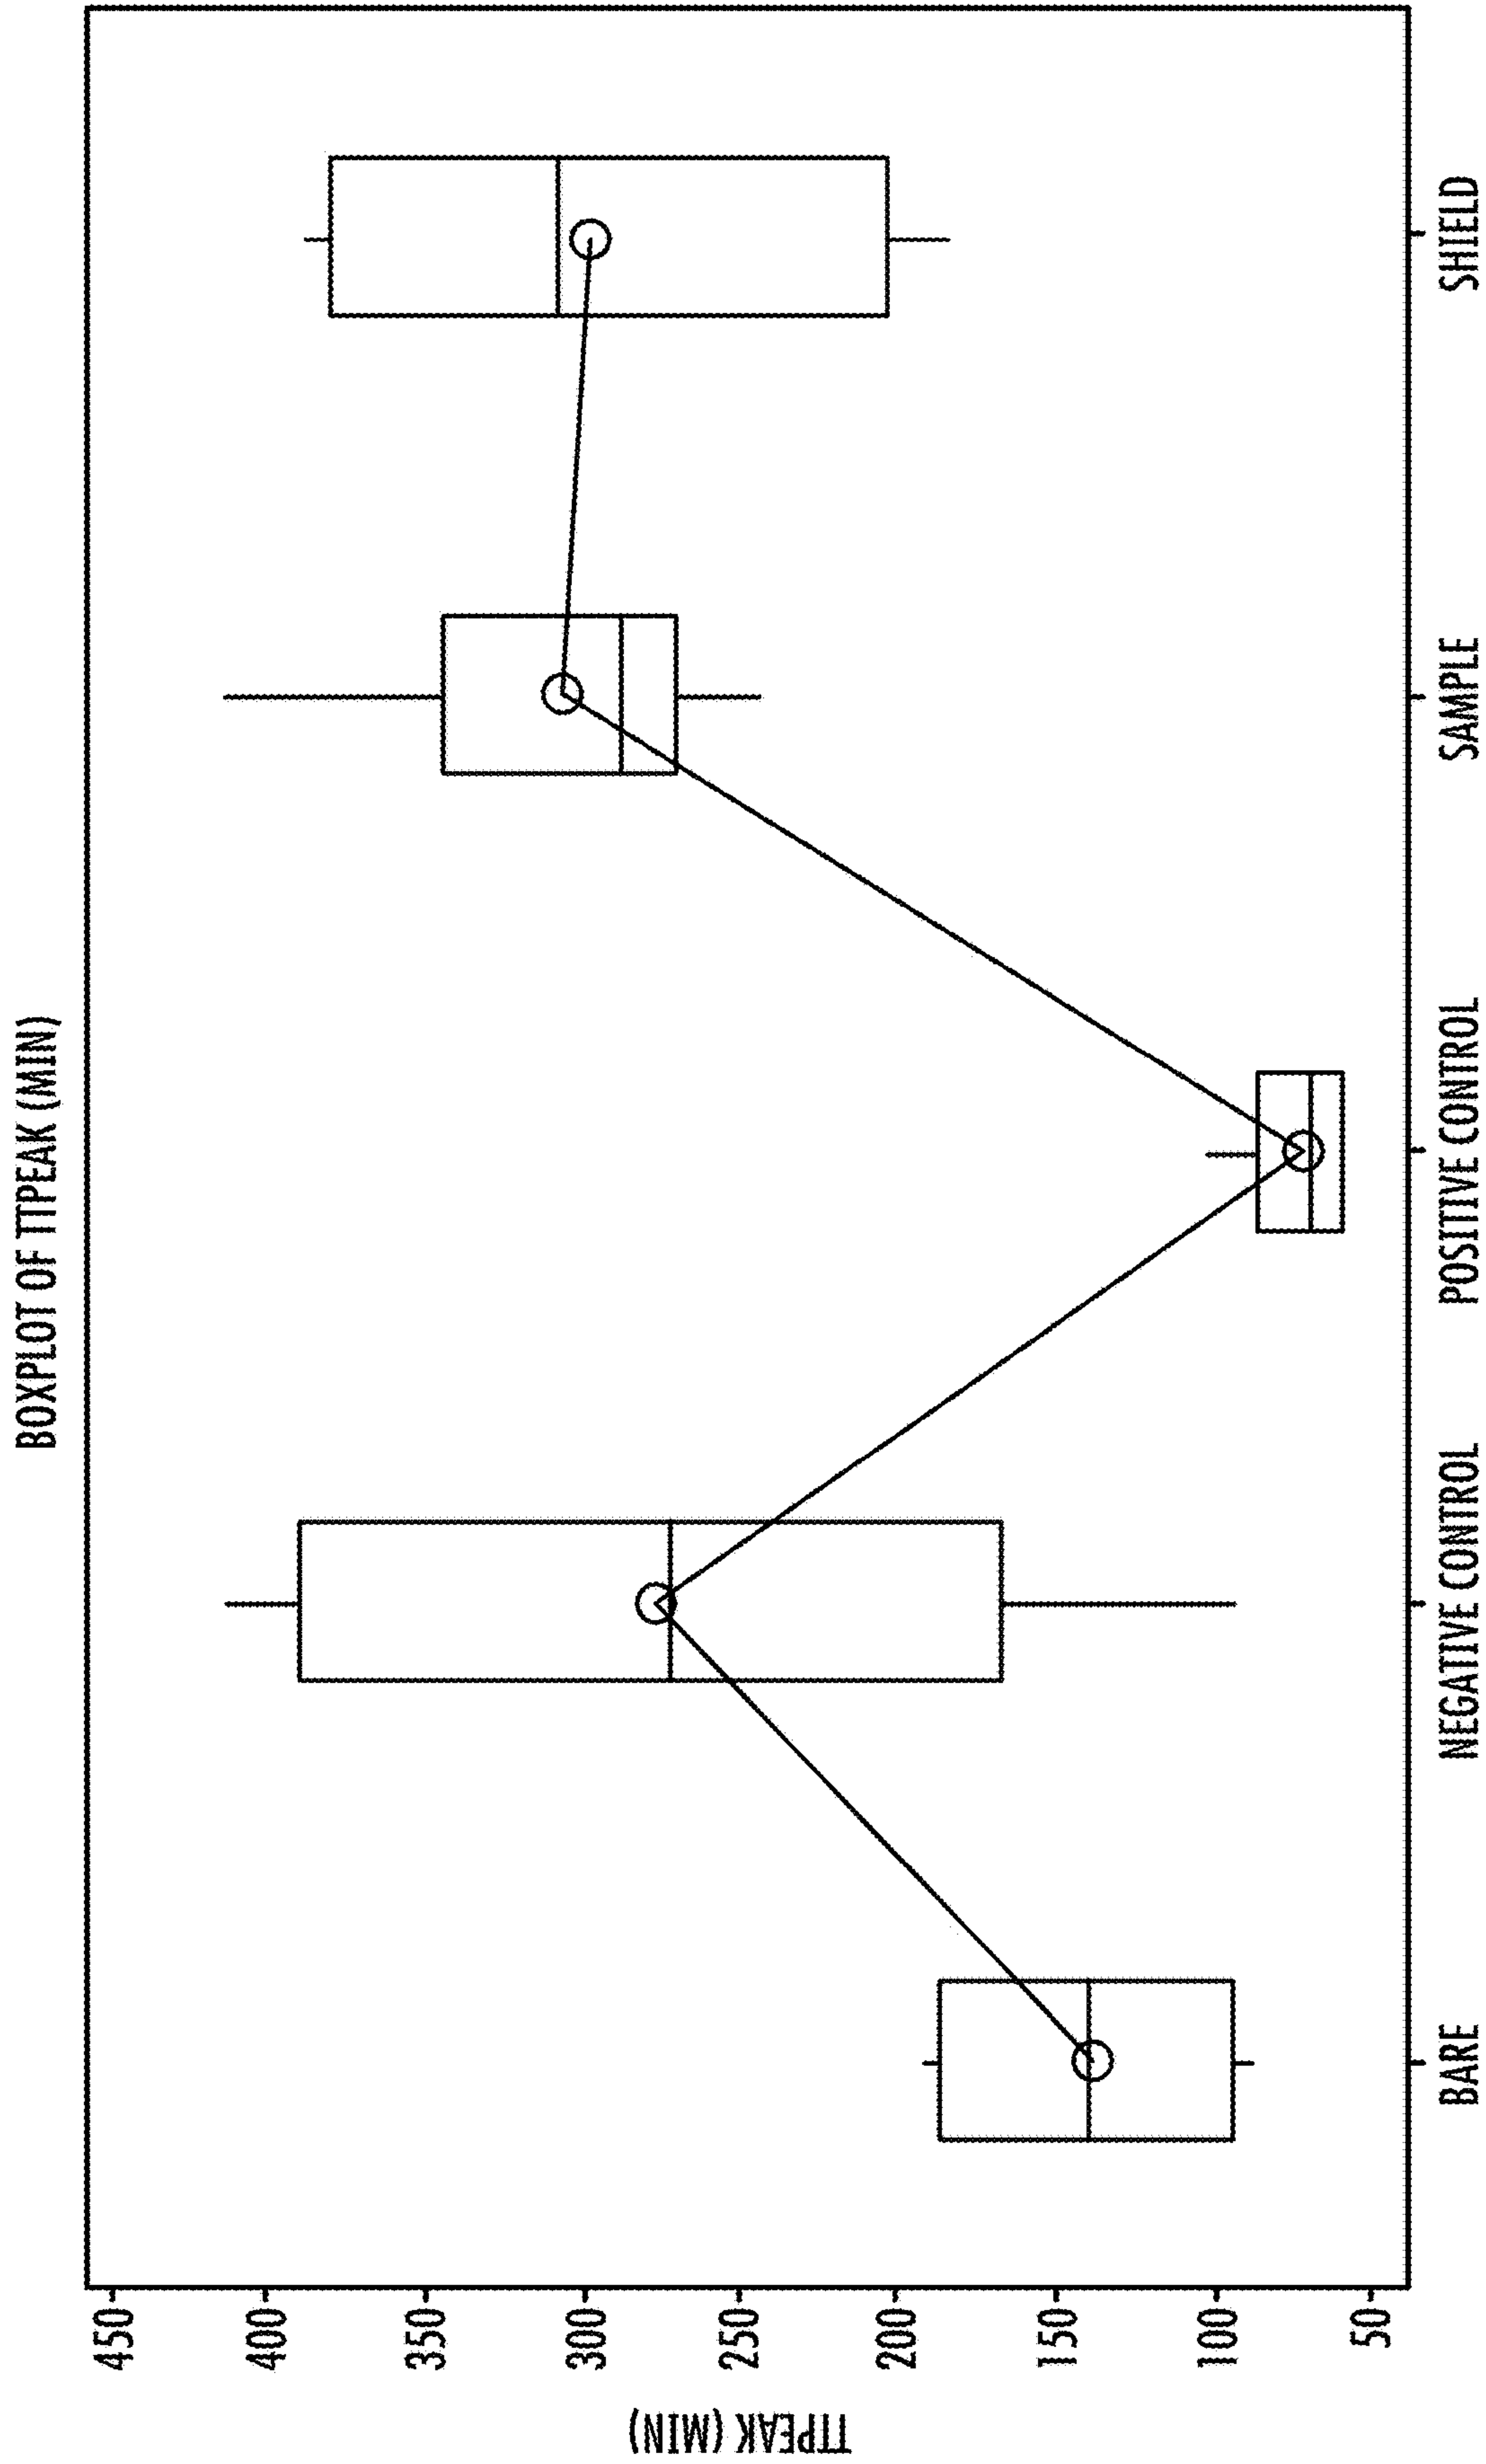 BOXPLOT OF TTPEAK (MIN)
TTPEAK (MIN)
450
400
350
300
250
200
150
100
50
BARE
NEGATIVE CONTROL
POSITIVE CONTROL
SAMPLE
SHIELD